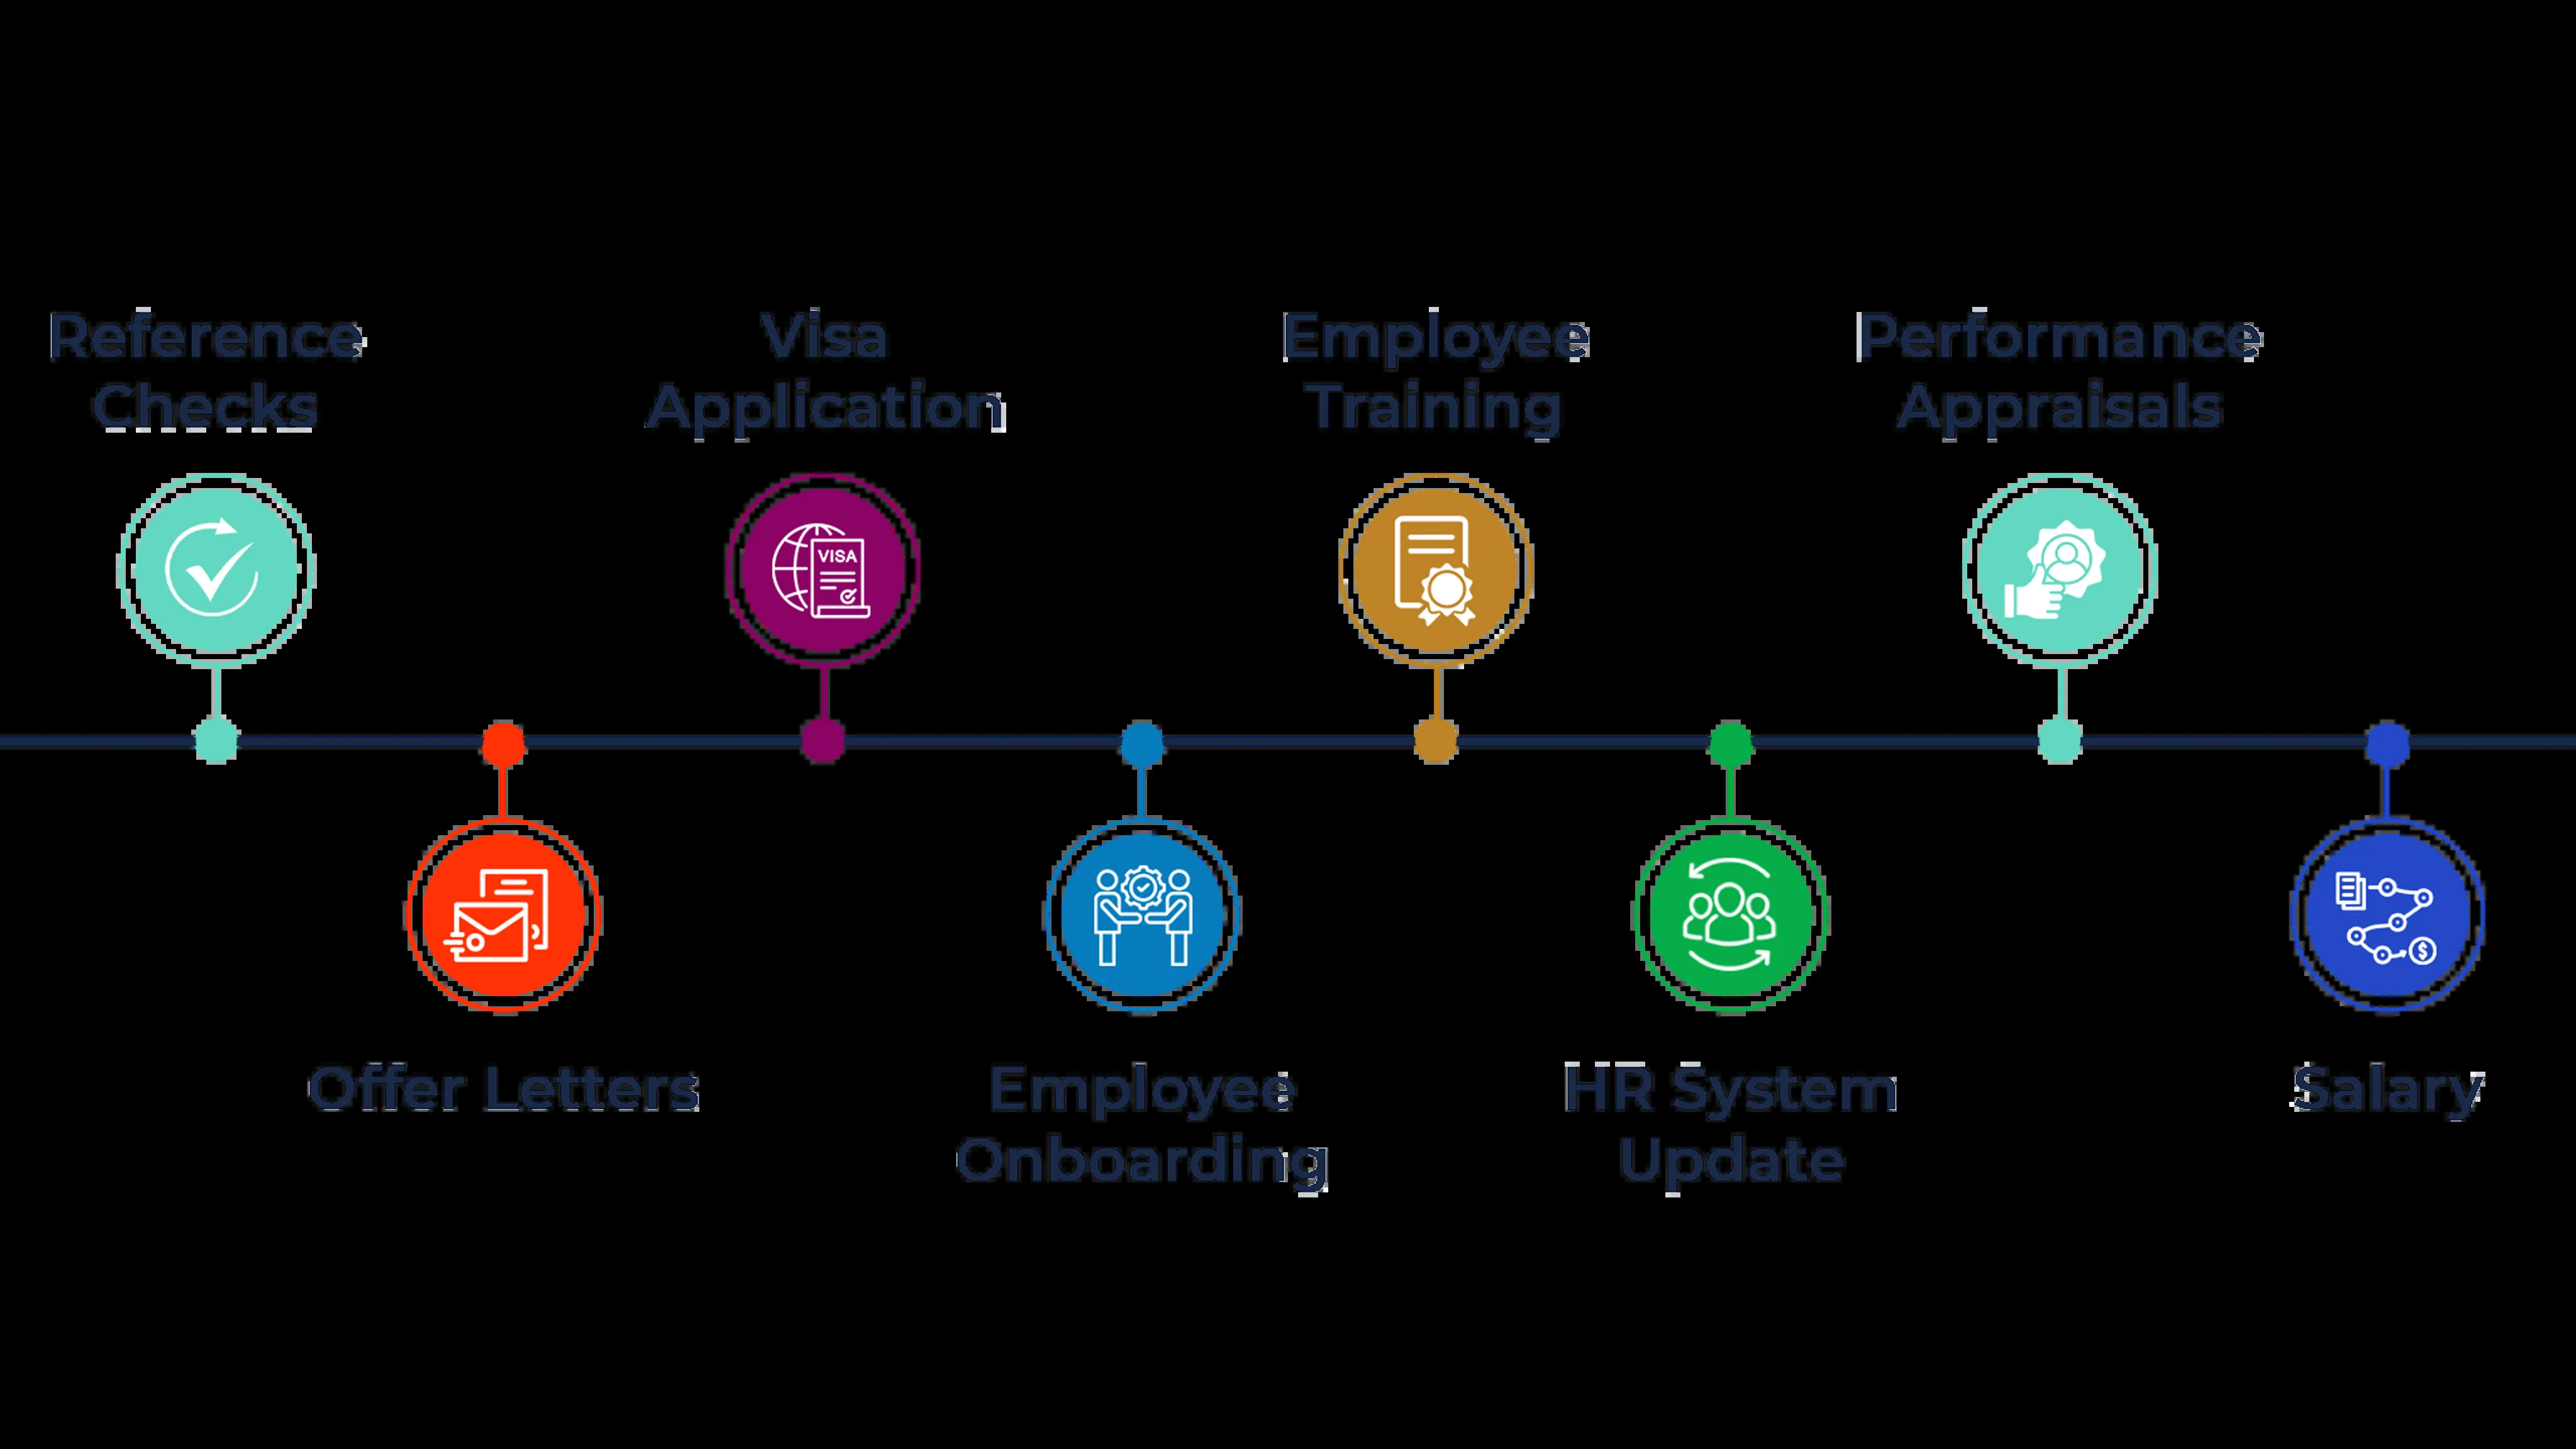 Reference
Checks
Offer Letters
Visa
Application
VISA
Employee
Onboarding
Employee
Training
HR System
Update
Performance
Appraisals
Salary
$